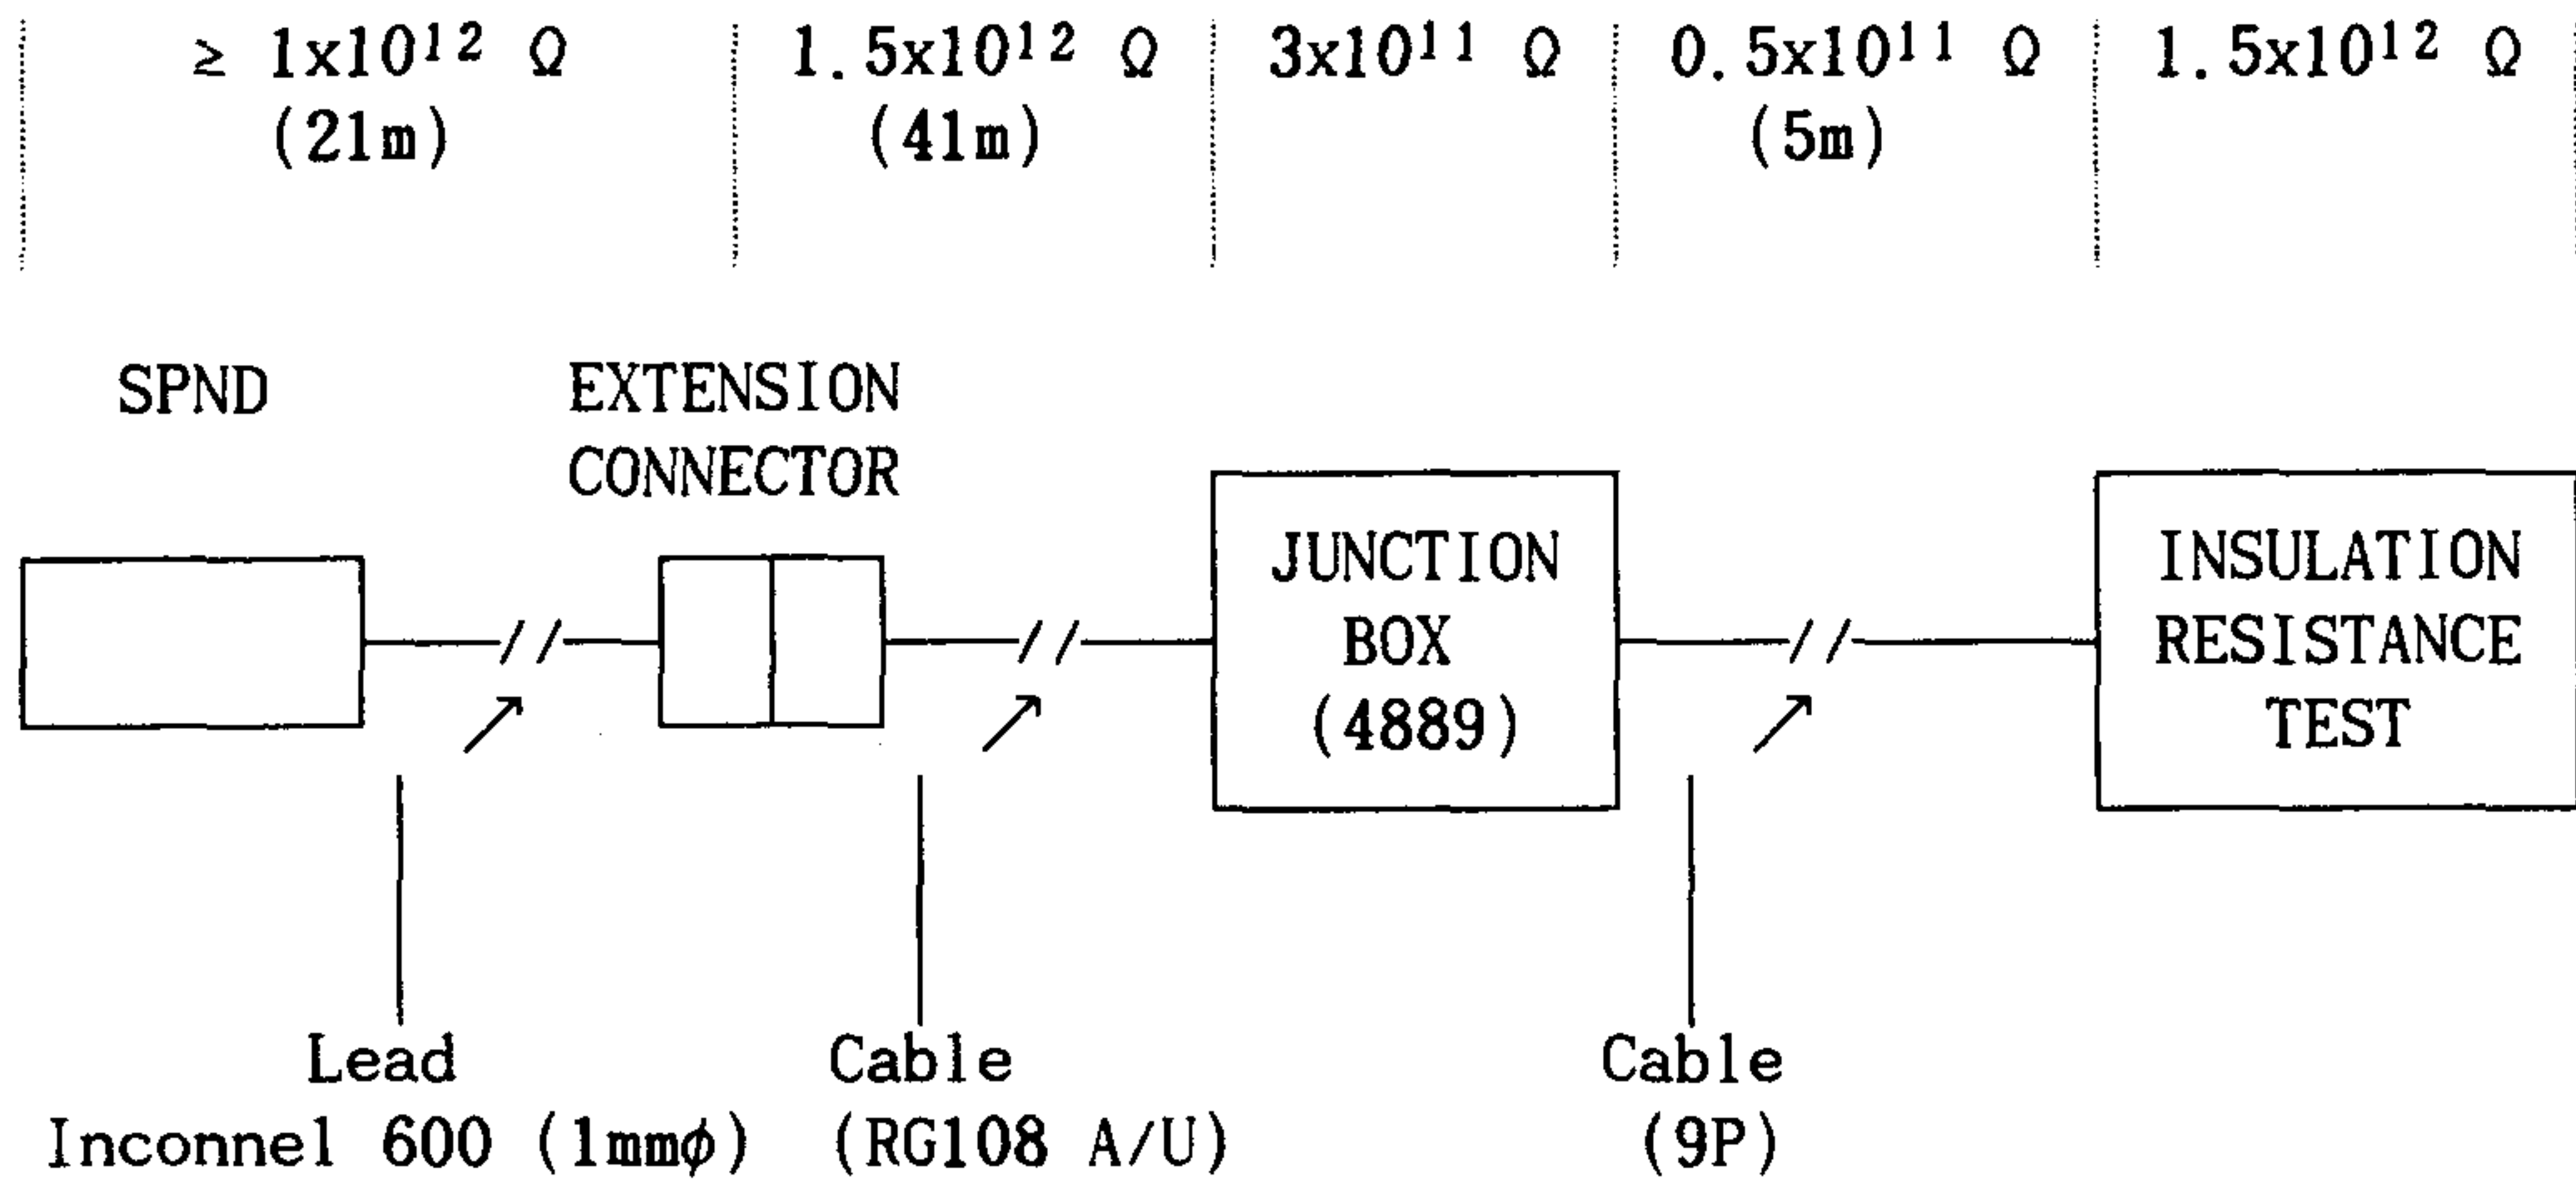 ≥ 1x10¹² Ω 1.5x10¹² Ω 3x10¹¹ Ω 0.5x10¹¹ Ω 1.5x10¹² Ω
(21m) (41m) (5m)
SPND EXTENSION
CONNECTOR
JUNCTION
BOX
(4889)
INSULATION
RESISTANCE
TEST
Lead
Inconnel 600 (1mmφ)
Cable
(RG108 A/U)
Cable
(9P)